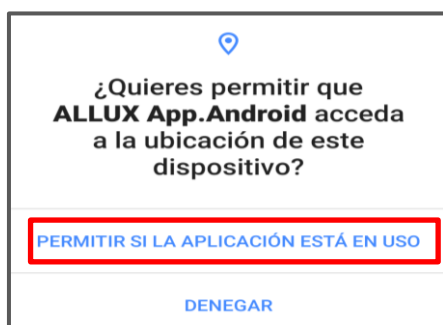 ¿Quieres permitir que
ALLUX App.Android acceda
a la ubicación de este
dispositivo?
PERMITIR SI LA APLICACIÓN ESTÁ EN USO
DENEGAR